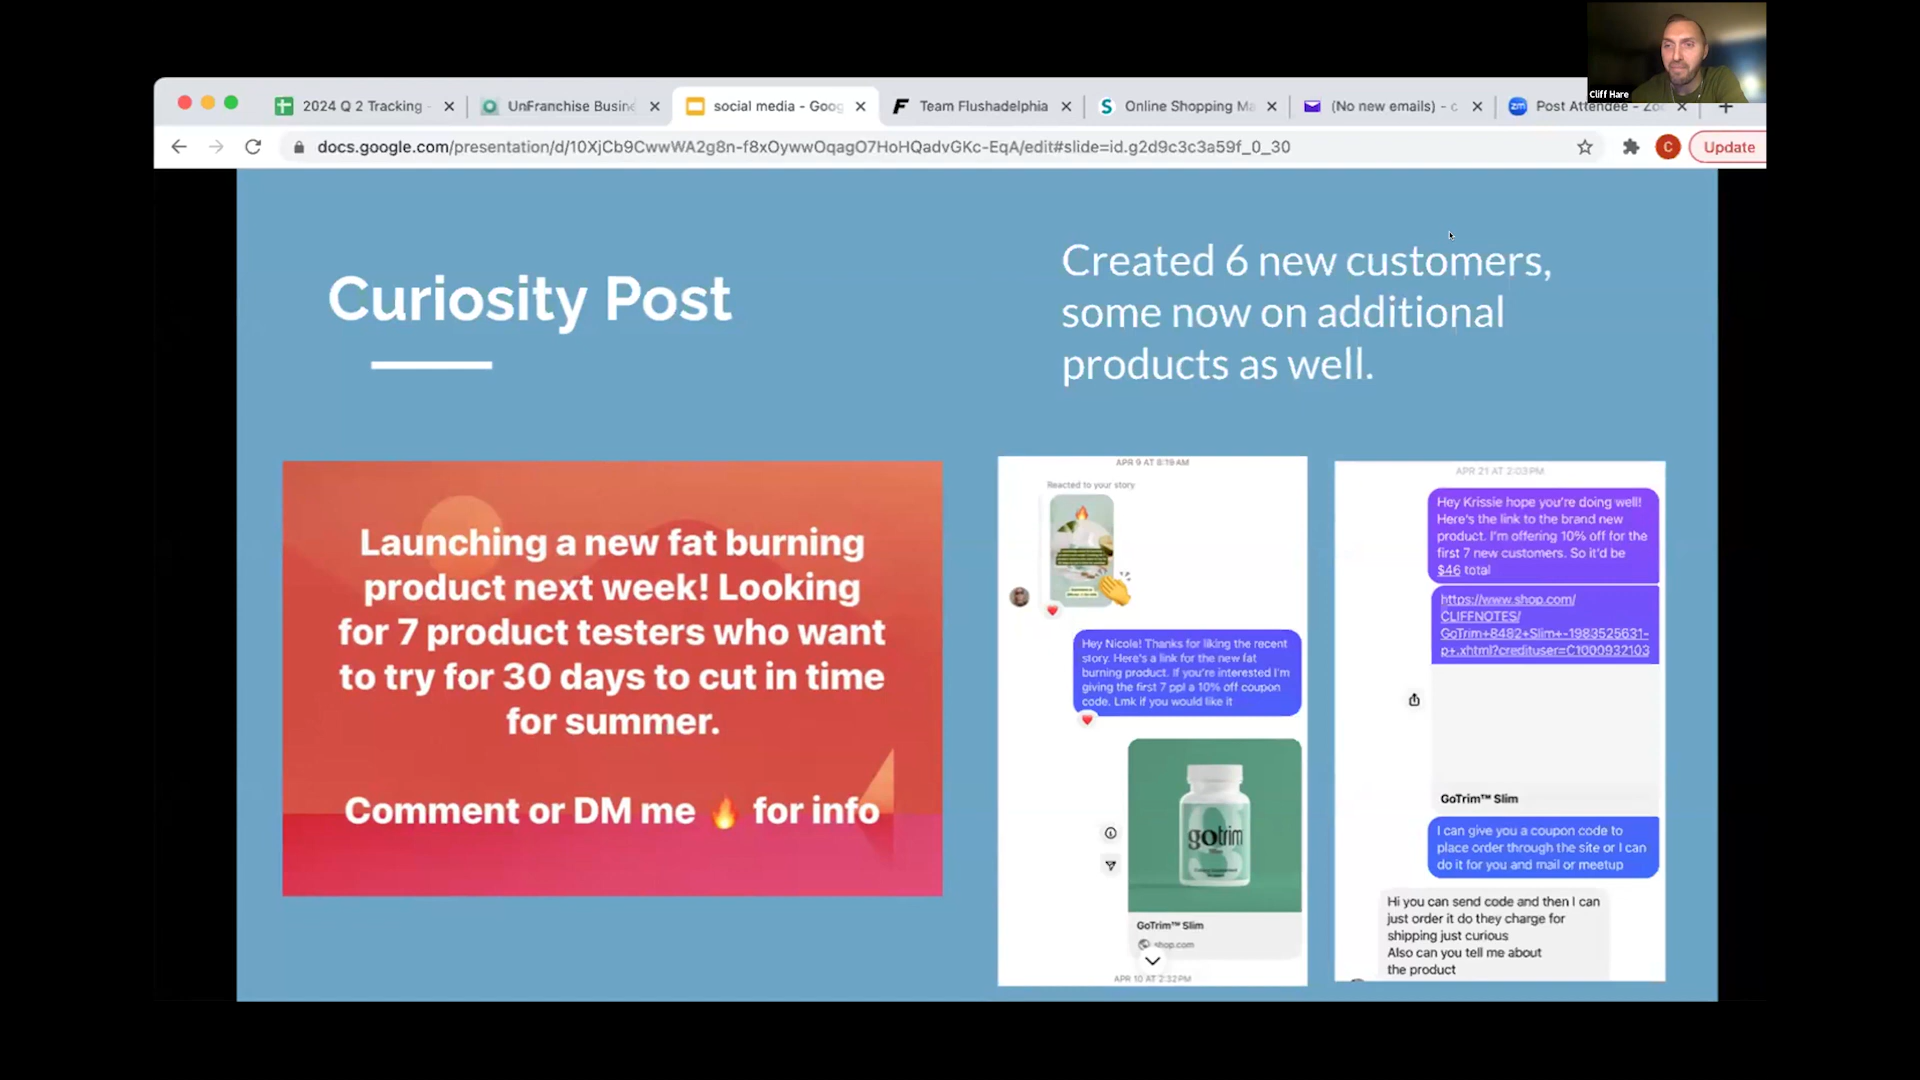 Cliff Hare
2024 Q 2 Tracking -
UnFranchise Busin
social media - Goog
Team Flushadelphia
Online Shopping Ma
(No new emails) - c
Post Attendee - Zo
docs.google.com/presentation/d/10XjCb9CwwWA2g8n-f8xOywwOqagO7HoHQadvGKc-EqA/edit#slide=id.g2d9c3c3a59f_0_30
C
Update
Curiosity Post
Created 6 new customers,
some now on additional
products as well.
Launching a new fat burning
product next week! Looking
for 7 product testers who want
to try for 30 days to cut in time
for summer.
Comment or DM me 🔥 for info
APR 9 AT 8:19 AM
Reacted to your story
Hey Nicole! Thanks for liking the recent
story. Here's a link for the new fat
burning product. If you're interested I'm
giving the first 7 ppl a 10% off coupon
code. Lmk if you would like it
gotrim
GoTrim™ Slim
shop.com
APR 10 AT 2:32 PM
APR 21 AT 2:03 PM
Hey Krissie hope you're doing well!
Here's the link to the brand new
product. I'm offering 10% off for the
first 7 new customers. So it'd be
$46 total
https://www.shop.com/
CLIFFNOTES/
GoTrim+8482+Slim+-1983525631-
p+.xhtml?credituser=C1000932103
GoTrim™ Slim
I can give you a coupon code to
place order through the site or I can
do it for you and mail or meetup
Hi you can send code and then I can
just order it do they charge for
shipping just curious
Also can you tell me about
the product